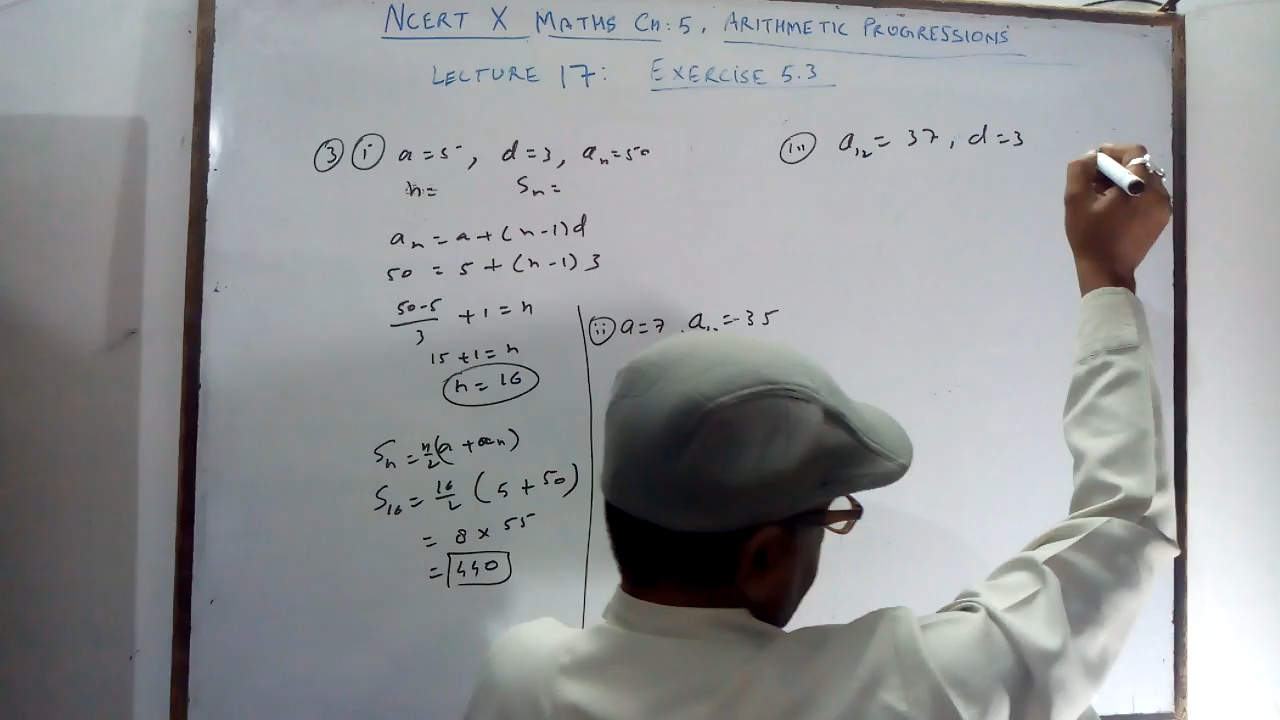 NCERT X MATHS CH: 5, ARITHMETIC PROGRESSIONS
LECTURE 17: EXERCISE 5.3
③ ⓘ a = 5, d = 3, aₙ = 50
n = Sₙ =
aₙ = a + (n - 1) d
50 = 5 + (n - 1) 3
50-5/3 + 1 = n
15 + 1 = n
n = 16
Sₙ = n/2 (a + aₙ)
S₁₆ = 16/2 (5 + 50)
= 8 × 55
= 440
(ii) a = 7
(iii) a₁₂ = 37, d = 3